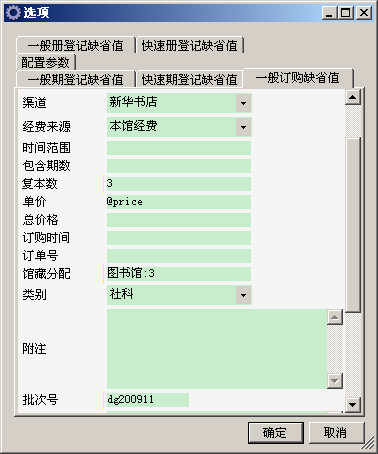 选项
一般册登记缺省值 快速册登记缺省值
配置参数
一般期登记缺省值 快速期登记缺省值 一般订购缺省值
渠道 新华书店
经费来源 本馆经费
时间范围
包含期数
复本数 3
单价 @price
总价格
订购时间
订单号
馆藏分配 图书馆:3
类别 社科
附注
批次号 dg200911
确定 取消